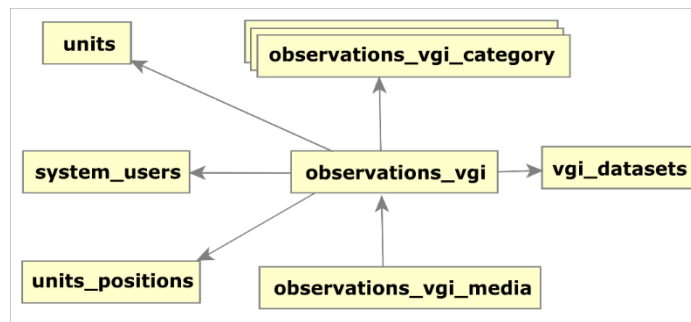 units
observations_vgi_category
system_users
observations_vgi
vgi_datasets
units_positions
observations_vgi_media